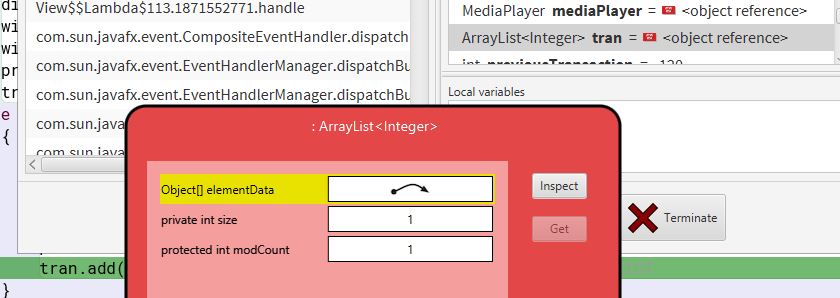 View$$Lambda$113.1871552771.handle
com.sun.javafx.event.CompositeEventHandler.dispatch
com.sun.javafx.event.EventHandlerManager.dispatchBu
com.sun.javafx.event.EventHandlerManager.dispatchBu
com.sun.java
com.sun.javafx
MediaPlayer mediaPlayer = <object reference>
ArrayList<Integer> tran = <object reference>
int previousTransaction = 120
Local variables
wi
wi
pr
tr
e
{
: ArrayList<Integer>
Object[] elementData
Inspect
private int size 1
Get
protected int modCount 1
Terminate
tran.add(
}